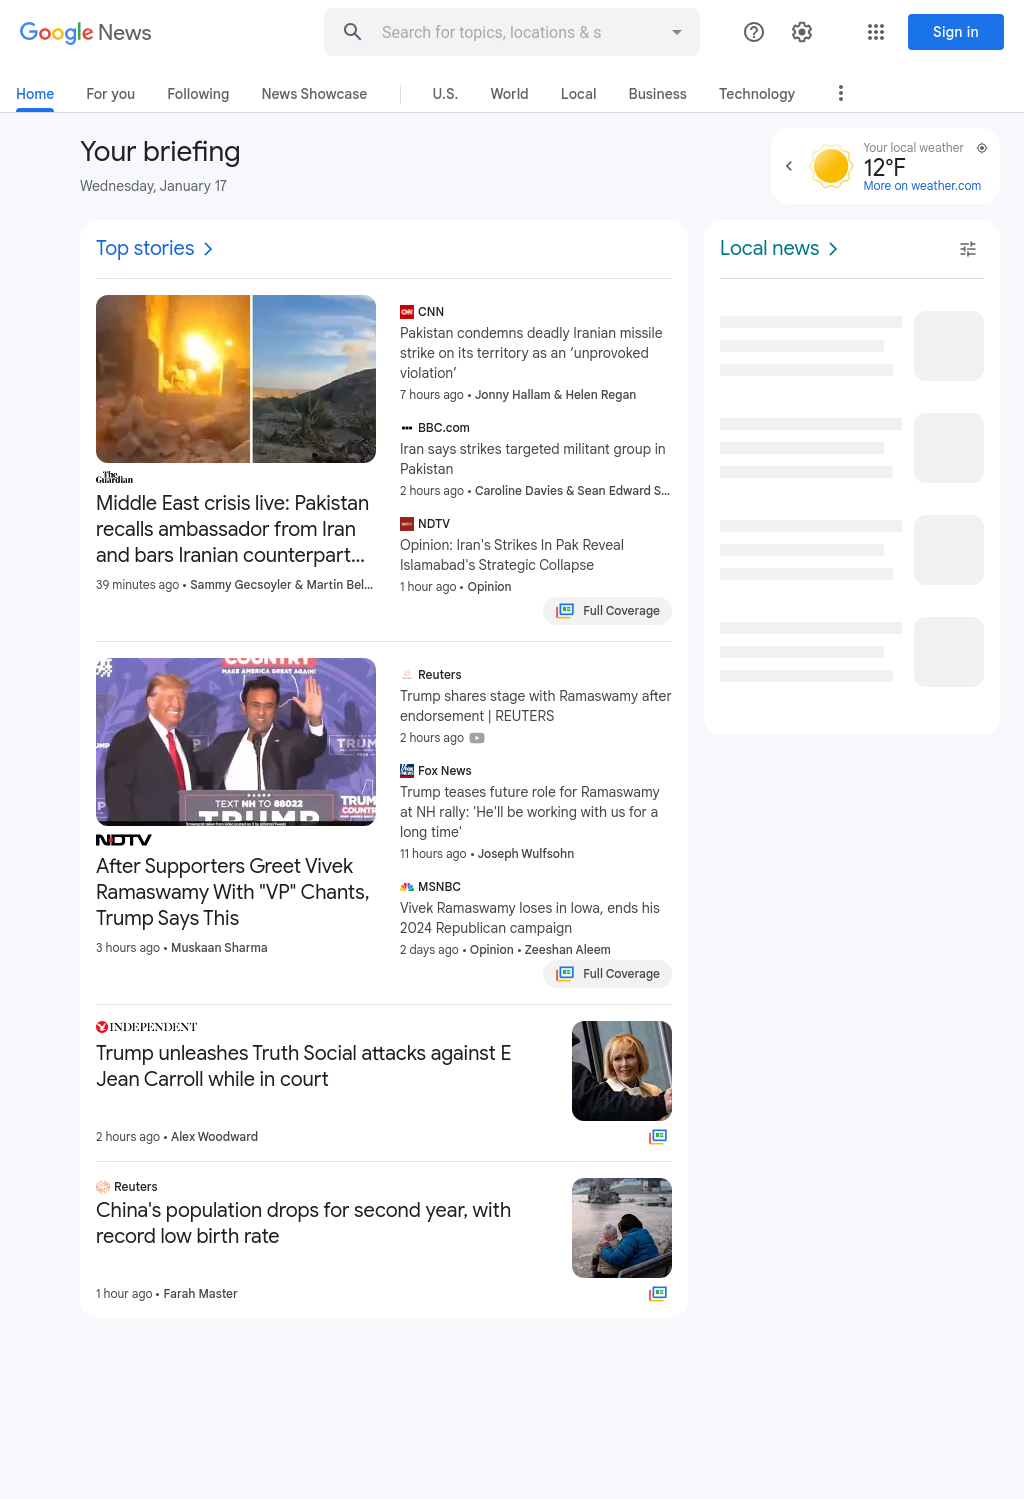 Google News
Search for topics, locations & s
Sign in
Home
For you
Following
News Showcase
U.S.
World
Local
Business
Technology
Your briefing
Wednesday, January 17
Your local weather
12°F
More on weather.com
Top stories
The
Guardian
Middle East crisis live: Pakistan
recalls ambassador from Iran
and bars Iranian counterpart...
39 minutes ago • Sammy Gecsoyler & Martin Bel...
CNN
Pakistan condemns deadly Iranian missile
strike on its territory as an ‘unprovoked
violation’
7 hours ago • Jonny Hallam & Helen Regan
BBC.com
Iran says strikes targeted militant group in
Pakistan
2 hours ago • Caroline Davies & Sean Edward S...
NDTV
Opinion: Iran's Strikes In Pak Reveal
Islamabad's Strategic Collapse
1 hour ago • Opinion
Full Coverage
COUNTRY
MAKE AMERICA GREAT AGAIN!
TRUMP
TEXT NH TO 88022
TRUMP
TRUMP
COUNTRY
NDTV
After Supporters Greet Vivek
Ramaswamy With "VP" Chants,
Trump Says This
3 hours ago • Muskaan Sharma
Reuters
Trump shares stage with Ramaswamy after
endorsement | REUTERS
2 hours ago
Fox News
Trump teases future role for Ramaswamy
at NH rally: 'He'll be working with us for a
long time'
11 hours ago • Joseph Wulfsohn
MSNBC
Vivek Ramaswamy loses in Iowa, ends his
2024 Republican campaign
2 days ago • Opinion • Zeeshan Aleem
Full Coverage
INDEPENDENT
Trump unleashes Truth Social attacks against E
Jean Carroll while in court
2 hours ago • Alex Woodward
Reuters
China's population drops for second year, with
record low birth rate
1 hour ago • Farah Master
Local news